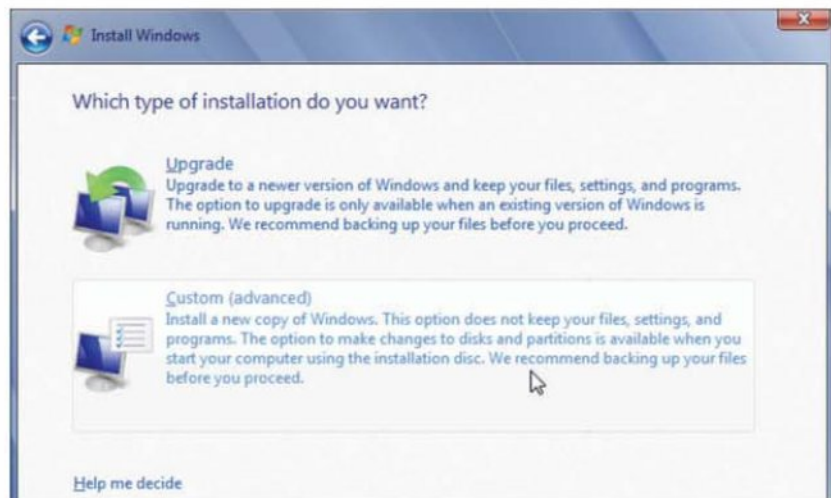 Install Windows
Which type of installation do you want?
Upgrade
Upgrade to a newer version of Windows and keep your files, settings, and programs.
The option to upgrade is only available when an existing version of Windows is
running. We recommend backing up your files before you proceed.
Custom (advanced)
Install a new copy of Windows. This option does not keep your files, settings, and
programs. The option to make changes to disks and partitions is available when you
start your computer using the installation disc. We recommend backing up your files
before you proceed.
Help me decide